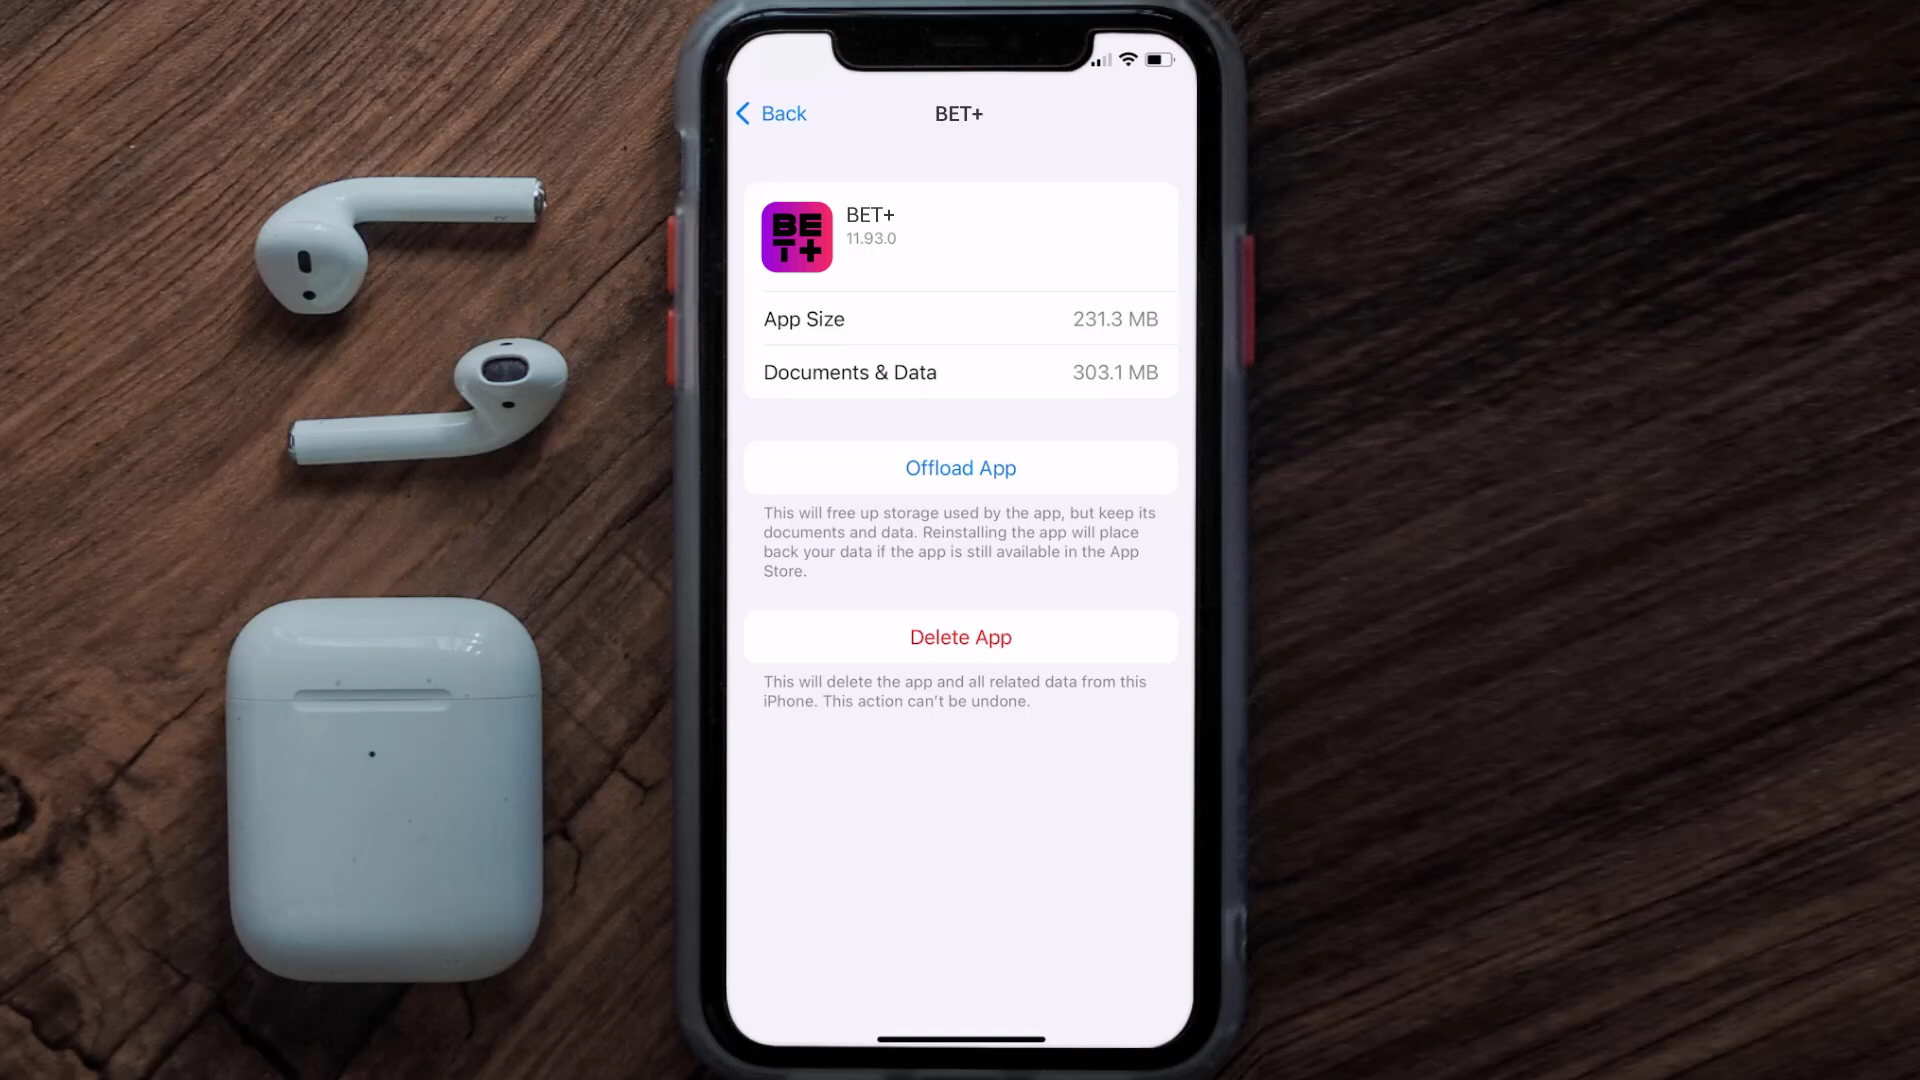 Back
BET+
BE
T+
BET+
11.93.0
App Size 231.3 MB
Documents & Data 303.1 MB
Offload App
This will free up storage used by the app, but keep its
documents and data. Reinstalling the app will place
back your data if the app is still available in the App
Store.
Delete App
This will delete the app and all related data from this
iPhone. This action can't be undone.